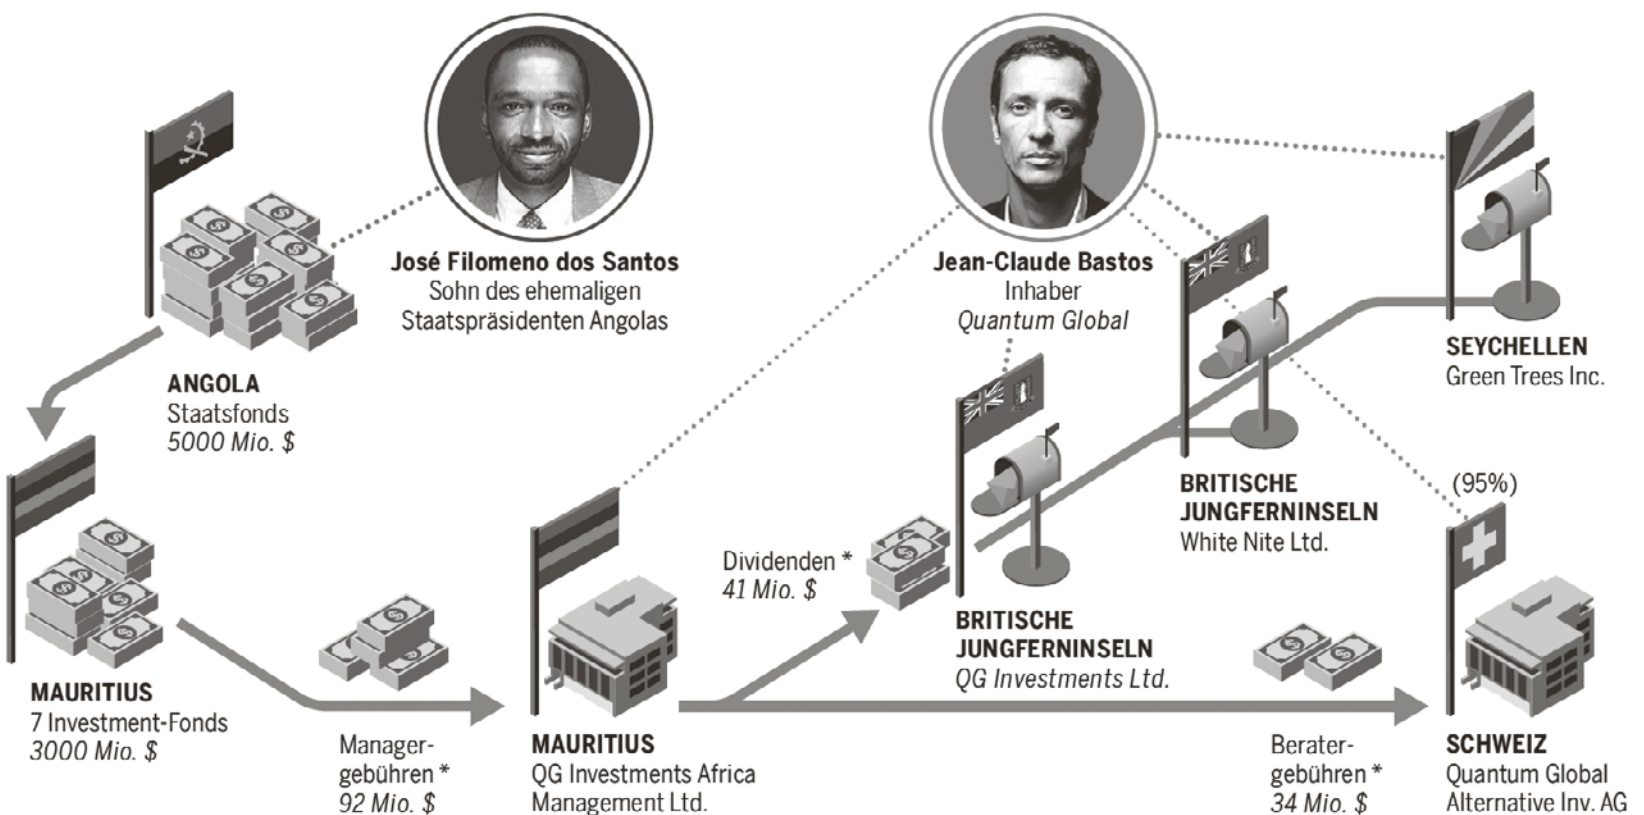 José Filomeno dos Santos
Sohn des ehemaligen
Staatspräsidenten Angolas
Jean-Claude Bastos
Inhaber
Quantum Global
ANGOLA
Staatsfonds
5000 Mio. $
SEYCHELLEN
Green Trees Inc.
BRITISCHE
JUNGFERNINSELN
White Nite Ltd.
(95%)
Dividenden *
41 Mio. $
BRITISCHE
JUNGFERNINSELN
QG Investments Ltd.
MAURITIUS
7 Investment-Fonds
3000 Mio. $
Manager-
gebühren *
92 Mio. $
MAURITIUS
QG Investments Africa
Management Ltd.
Berater-
gebühren *
34 Mio. $
SCHWEIZ
Quantum Global
Alternative Inv. AG